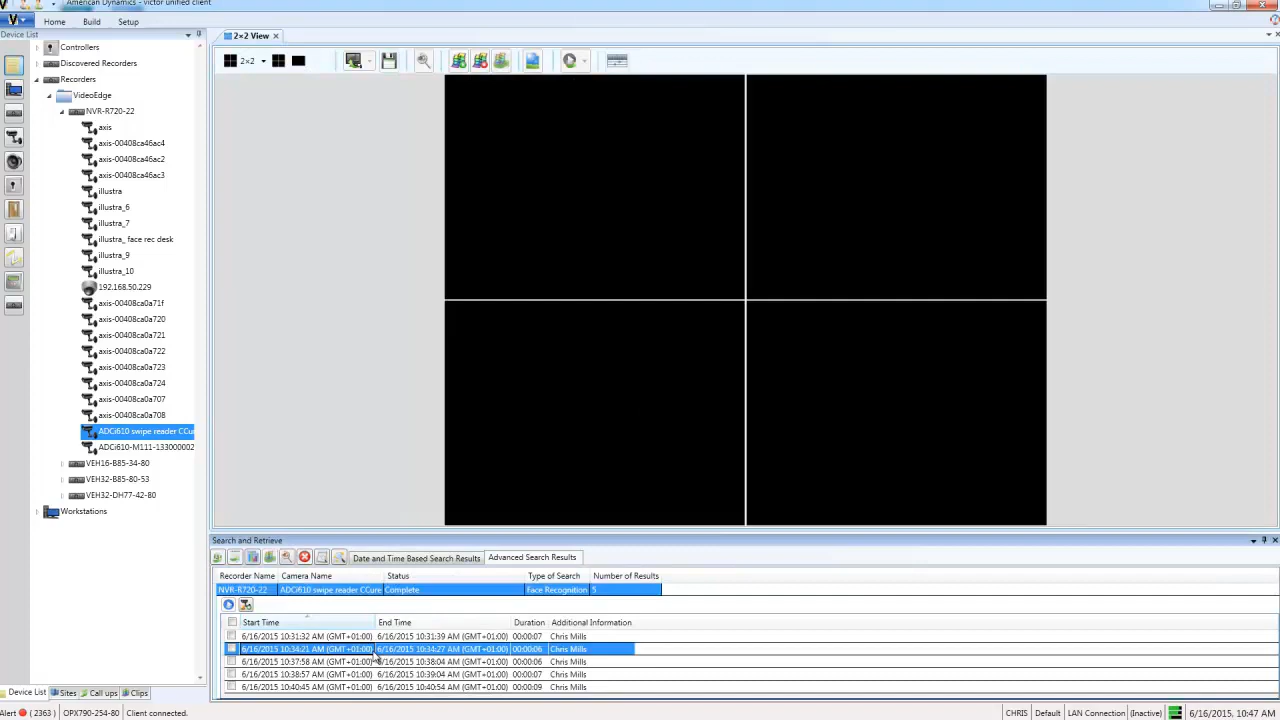 American Dynamics - victor unified client
Home Build Setup
Device List
2×2 View
2×2
Controllers
Discovered Recorders
Recorders
VideoEdge
NVR-R720-22
axis
axis-00408ca46ac4
axis-00408ca46ac2
axis-00408ca46ac3
illustra
illustra_6
illustra_7
illustra_ face rec desk
illustra_9
illustra_10
192.168.50.229
axis-00408ca0a71f
axis-00408ca0a720
axis-00408ca0a721
axis-00408ca0a722
axis-00408ca0a723
axis-00408ca0a724
axis-00408ca0a707
axis-00408ca0a708
ADCi610 swipe reader CCur
ADCi610-M111-133000002
VEH16-B85-34-80
VEH32-B85-80-53
VEH32-DH77-42-80
Workstations
Search and Retrieve
Date and Time Based Search Results Advanced Search Results
Recorder Name Camera Name Status Type of Search Number of Results
NVR-R720-22 ADCi610 swipe reader CCure Complete Face Recognition 5
Start Time End Time Duration Additional Information
6/16/2015 10:31:32 AM (GMT+01:00) 6/16/2015 10:31:39 AM (GMT+01:00) 00:00:07 Chris Mills
6/16/2015 10:34:21 AM (GMT+01:00) 6/16/2015 10:34:27 AM (GMT+01:00) 00:00:06 Chris Mills
6/16/2015 10:37:58 AM (GMT+01:00) 6/16/2015 10:38:04 AM (GMT+01:00) 00:00:06 Chris Mills
6/16/2015 10:38:57 AM (GMT+01:00) 6/16/2015 10:39:04 AM (GMT+01:00) 00:00:07 Chris Mills
6/16/2015 10:40:45 AM (GMT+01:00) 6/16/2015 10:40:54 AM (GMT+01:00) 00:00:09 Chris Mills
Device List Sites Call ups Clips
Alert ( 2363 ) OPX790-254-80 Client connected. CHRIS Default LAN Connection (Inactive) 6/16/2015, 10:47 AM